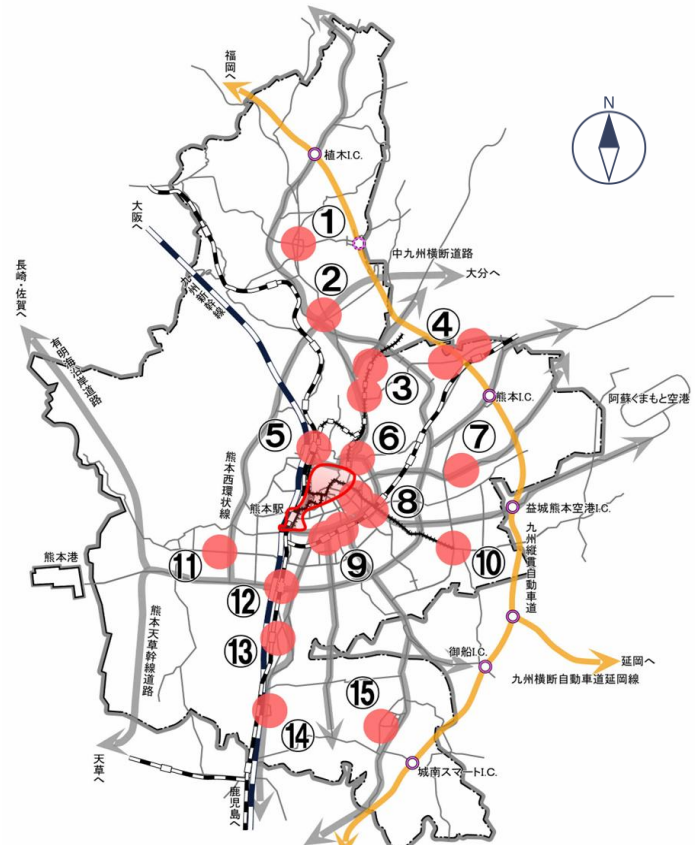 N
福岡へ
植木I.C.
大阪へ
①
中九州横断道路
大分へ
九州新幹線
②
長崎・佐賀へ
有明海沿岸道路
④
③
熊本I.C.
阿蘇くまもと空港
⑤
⑥
⑦
熊本西環状線
熊本駅
⑧
益城熊本空港I.C.
九州縦貫自動車道
熊本港
⑪
⑨
⑩
⑫
熊本天草幹線道路
⑬
御船I.C.
延岡へ
九州横断自動車道延岡線
⑮
⑭
天草へ
城南スマートI.C.
鹿児島へ